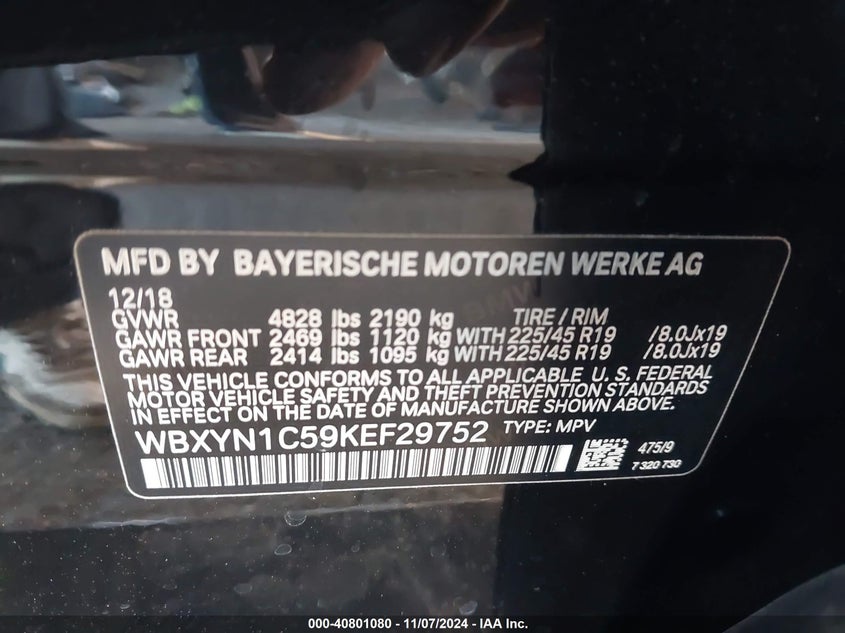 MFD BY BAYERISCHE MOTOREN WERKE AG
12/18
GVWR 4828 lbs 2190 kg TIRE / RIM
GAWR FRONT 2469 lbs 1120 kg WITH 225/45 R19 /8.0Jx19
GAWR REAR 2414 lbs 1095 kg WITH 225/45 R19 /8.0Jx19
THIS VEHICLE CONFORMS TO ALL APPLICABLE U. S. FEDERAL
MOTOR VEHICLE SAFETY AND THEFT PREVENTION STANDARDS
IN EFFECT ON THE DATE OF MANUFACTURE SHOWN ABOVE.
WBXYN1C59KEF29752 TYPE: MPV
475/9
7 320 730
000-40801080 - 11/07/2024 - IAA Inc.